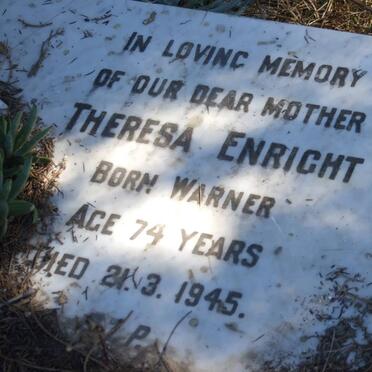 IN LOVING MEMORY
OF OUR DEAR MOTHER
THERESA ENRIGHT
BORN WARNER
AGE 74 YEARS
DIED 21.3.1945.
P.